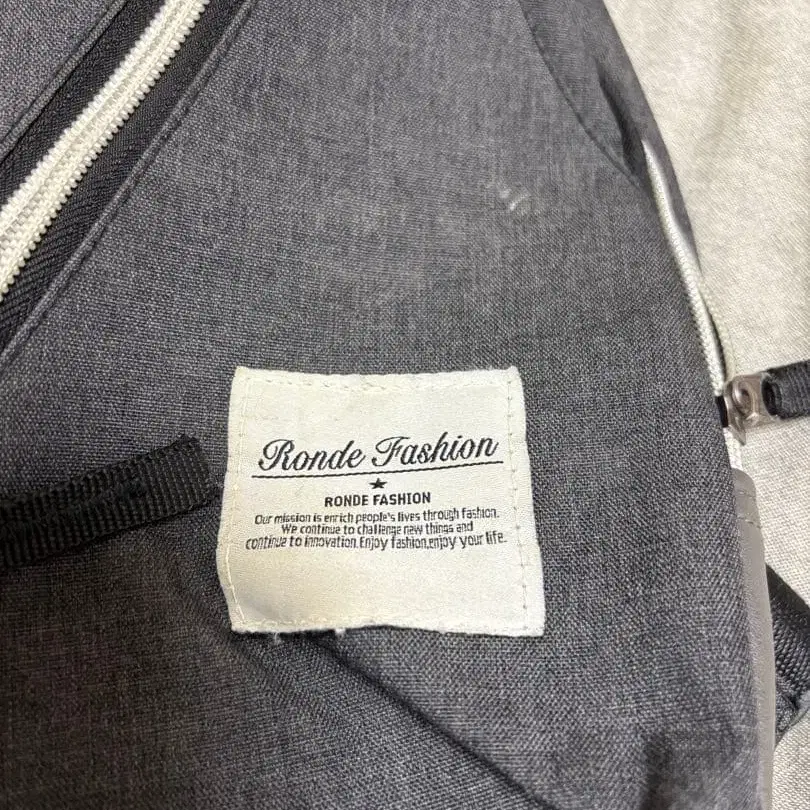 Ronde Fashion
RONDE FASHION
Our mission is enrich people's lives through fashion.
We continue to challenge new things and
continue to innovation.Enjoy fashion,enjoy your life.